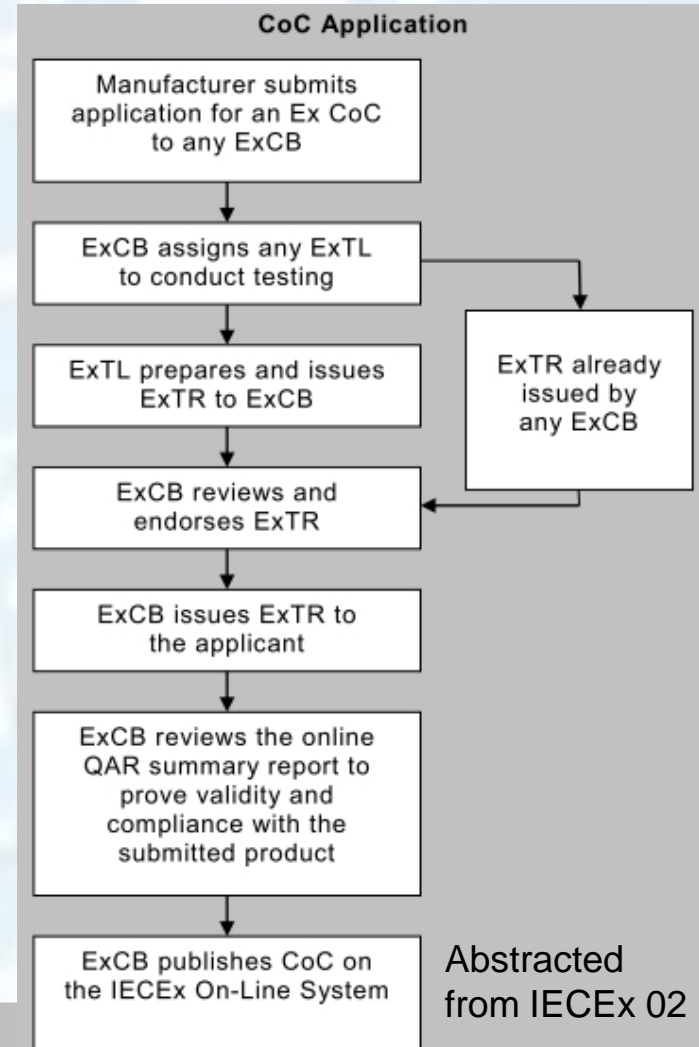 CoC Application
Manufacturer submits
application for an Ex CoC
to any ExCB
ExCB assigns any ExTL
to conduct testing
ExTL prepares and issues
ExTR to ExCB
ExTR already
issued by
any ExCB
ExCB reviews and
endorses ExTR
ExCB issues ExTR to
the applicant
ExCB reviews the online
QAR summary report to
prove validity and
compliance with the
submitted product
ExCB publishes CoC on
the IECEx On-Line System
Abstracted
from IECEx 02